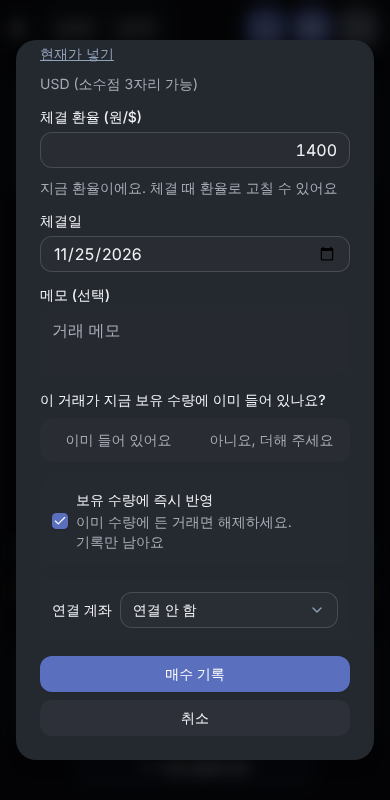 현재가 넣기
USD (소수점 3자리 가능)
체결 환율 (원/$)
1400
지금 환율이에요. 체결 때 환율로 고칠 수 있어요
체결일
11/25/2026
메모 (선택)
거래 메모
이 거래가 지금 보유 수량에 이미 들어 있나요?
이미 들어 있어요 아니요, 더해 주세요
보유 수량에 즉시 반영
이미 수량에 든 거래면 해제하세요.
기록만 남아요
연결 계좌 연결 안 함
매수 기록
취소